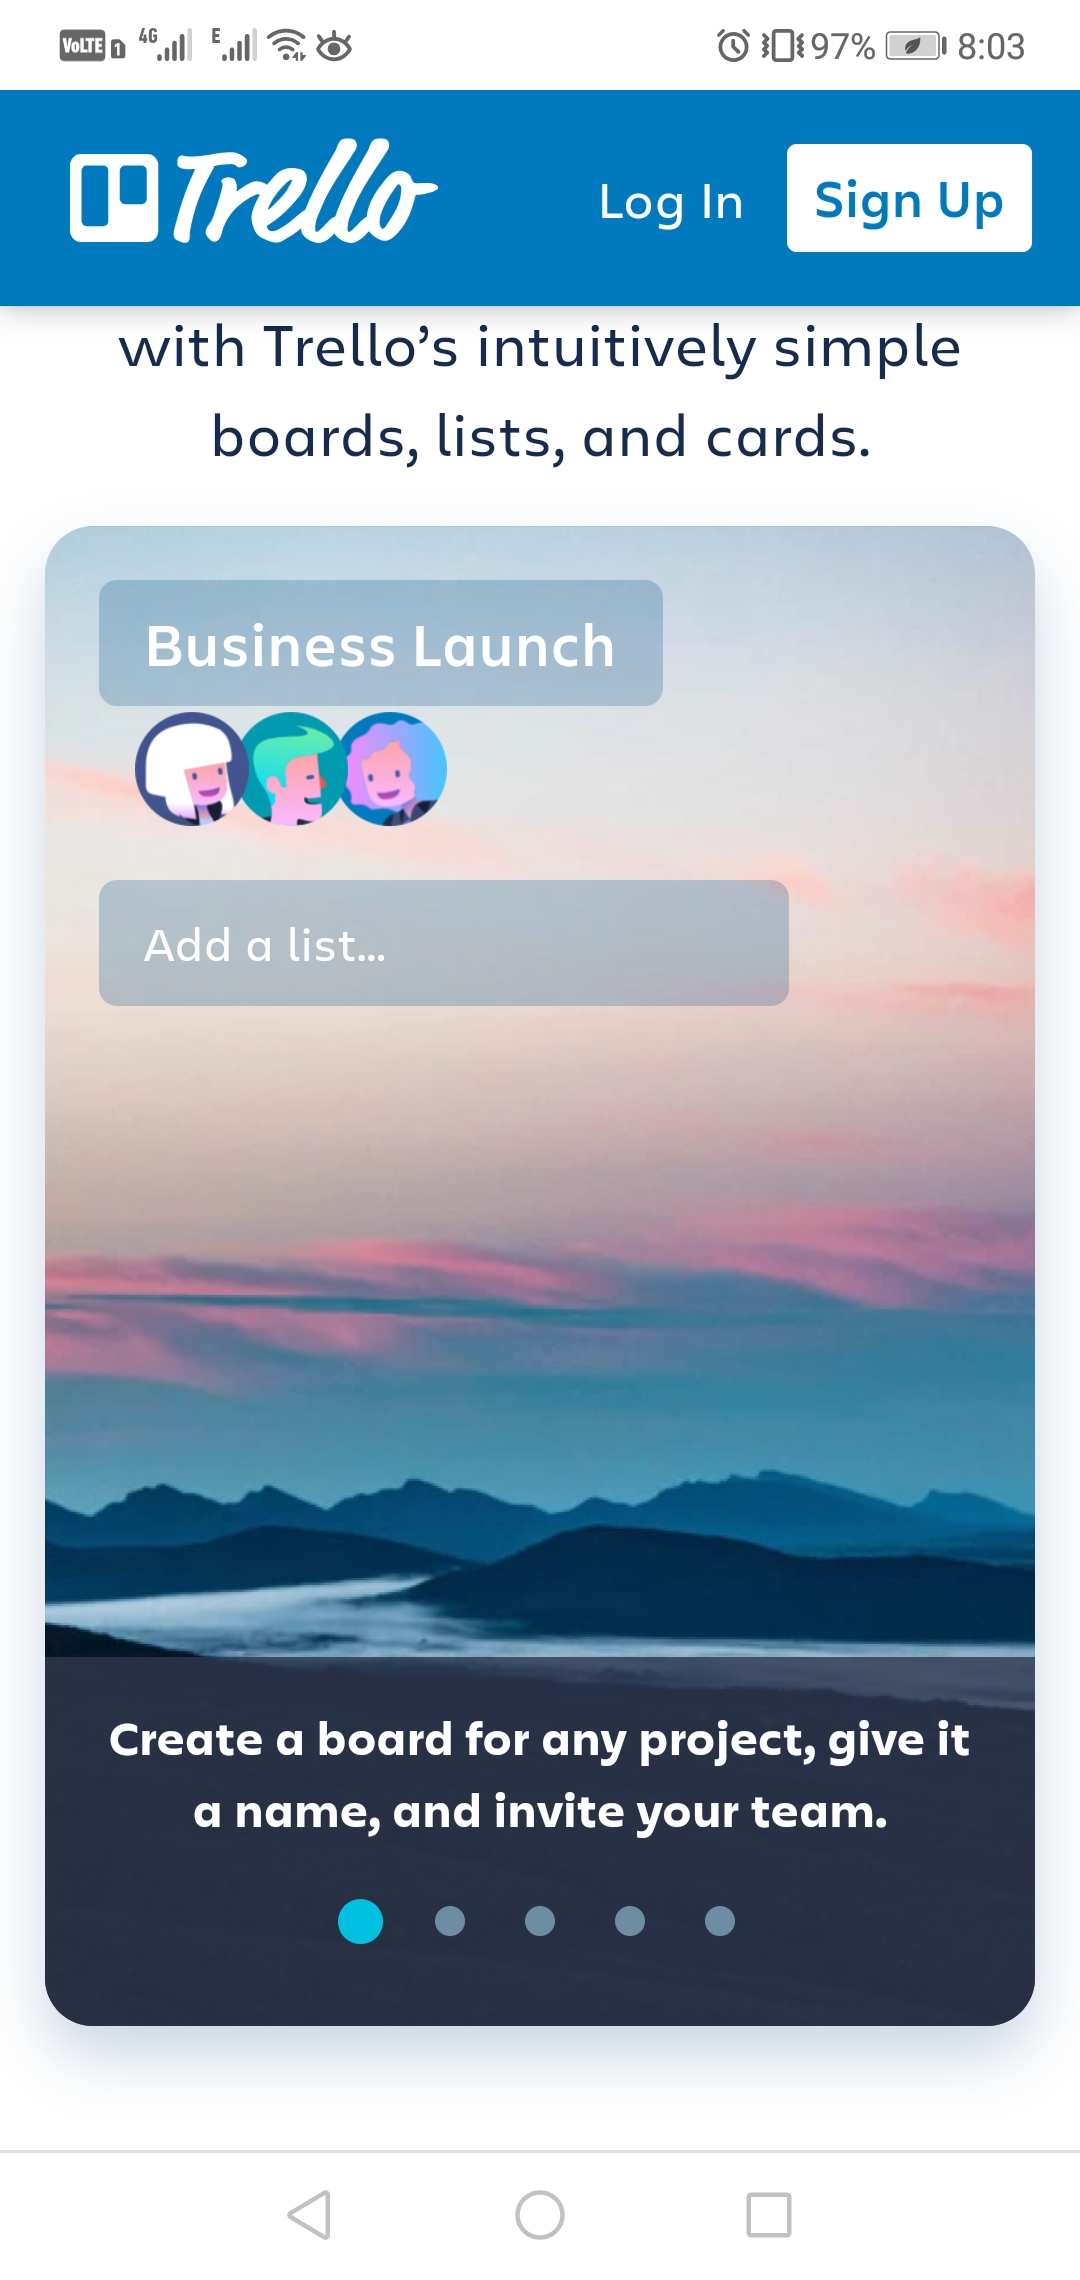 VoLTE 1 4G E 97% 8:03
Trello Log In Sign Up
with Trello’s intuitively simple
boards, lists, and cards.
Business Launch
Add a list...
Create a board for any project, give it
a name, and invite your team.